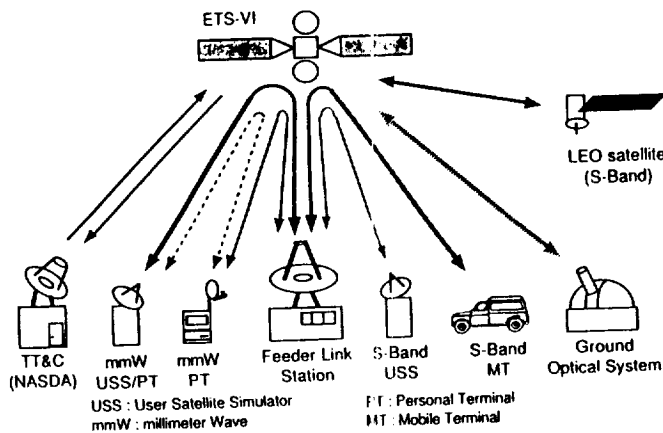 ETS-VI
LEO satellite
(S-Band)
TT&C
(NASDA)
mmW
USS/PT
mmW
PT
Feeder Link
Station
S-Band
USS
S-Band
MT
Ground
Optical System
USS : User Satellite Simulator
mmW : millimeter Wave
PT : Personal Terminal
MT : Mobile Terminal